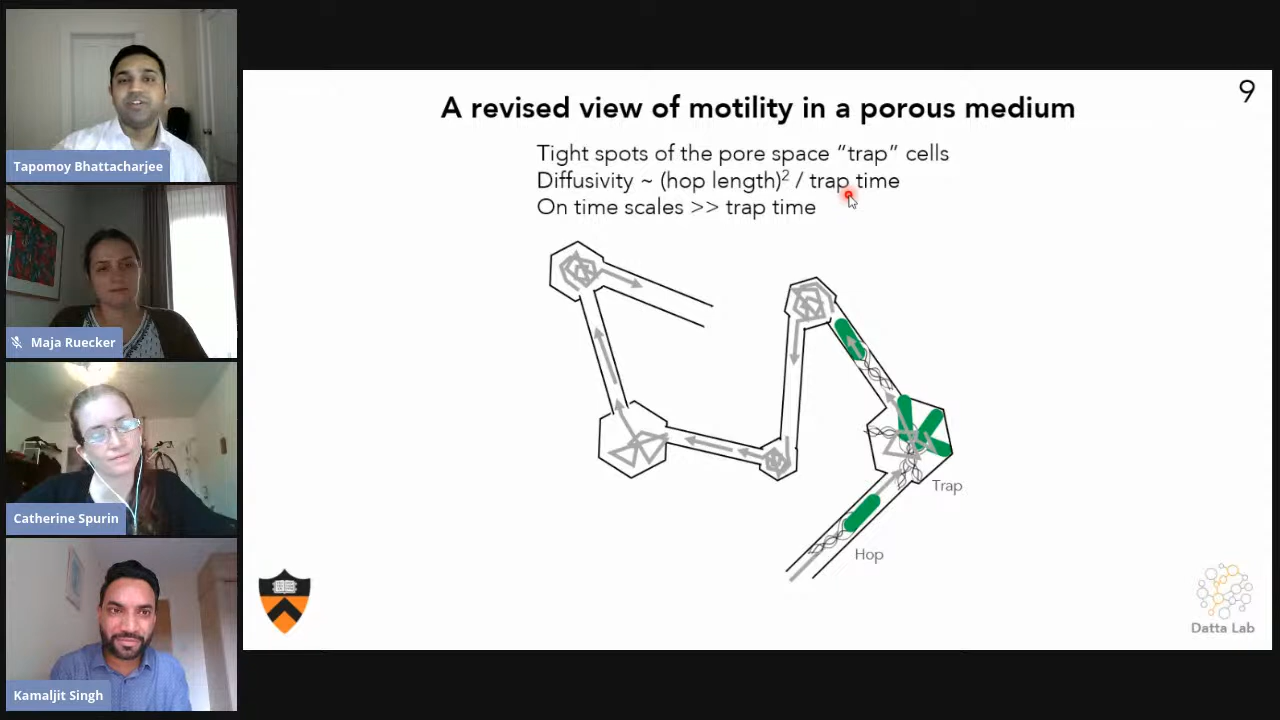 Tapomoy Bhattacharjee
Maja Ruecker
Catherine Spurin
Kamaljit Singh
9
A revised view of motility in a porous medium
Tight spots of the pore space “trap” cells
Diffusivity ~ (hop length)² / trap time
On time scales >> trap time
Trap
Hop
Datta Lab